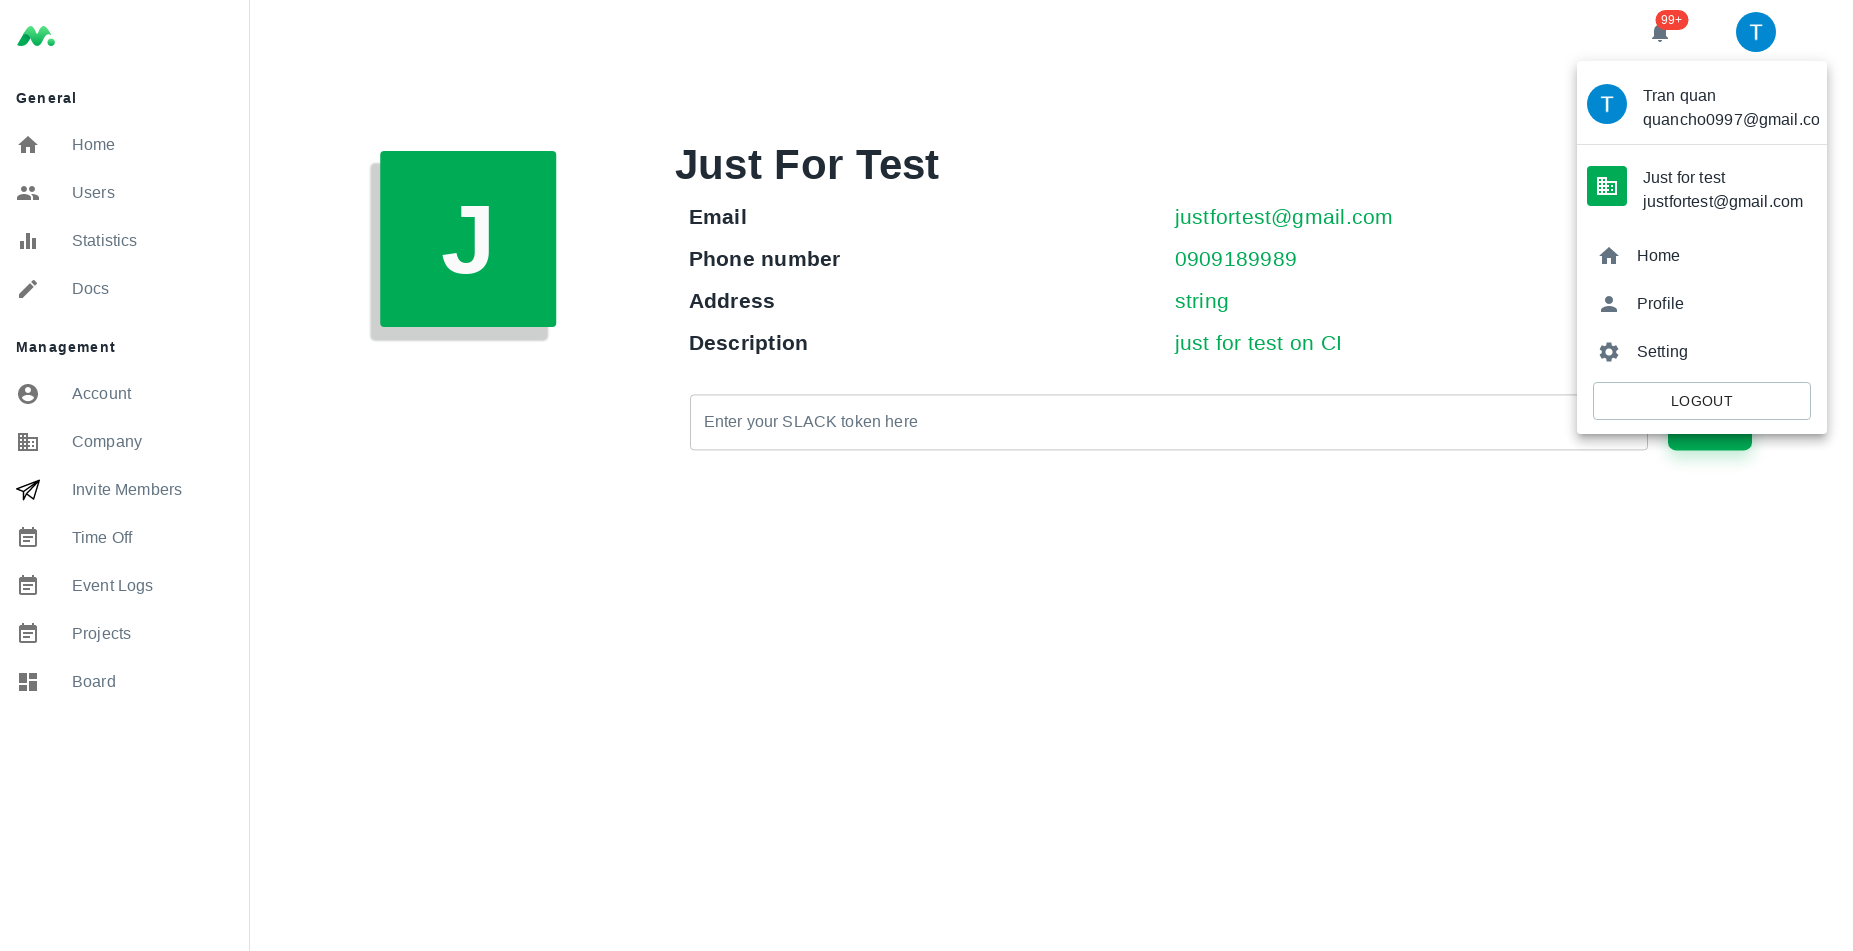 General
Home
Users
Statistics
Docs
Management
Account
Company
Invite Members
Time Off
Event Logs
Projects
Board
99+
T
J
Just For Test
Email
justfortest@gmail.com
Phone number
0909189989
Address
string
Description
just for test on CI
Enter your SLACK token here
T
Tran quan
quancho0997@gmail.co
Just for test
justfortest@gmail.com
Home
Profile
Setting
LOGOUT